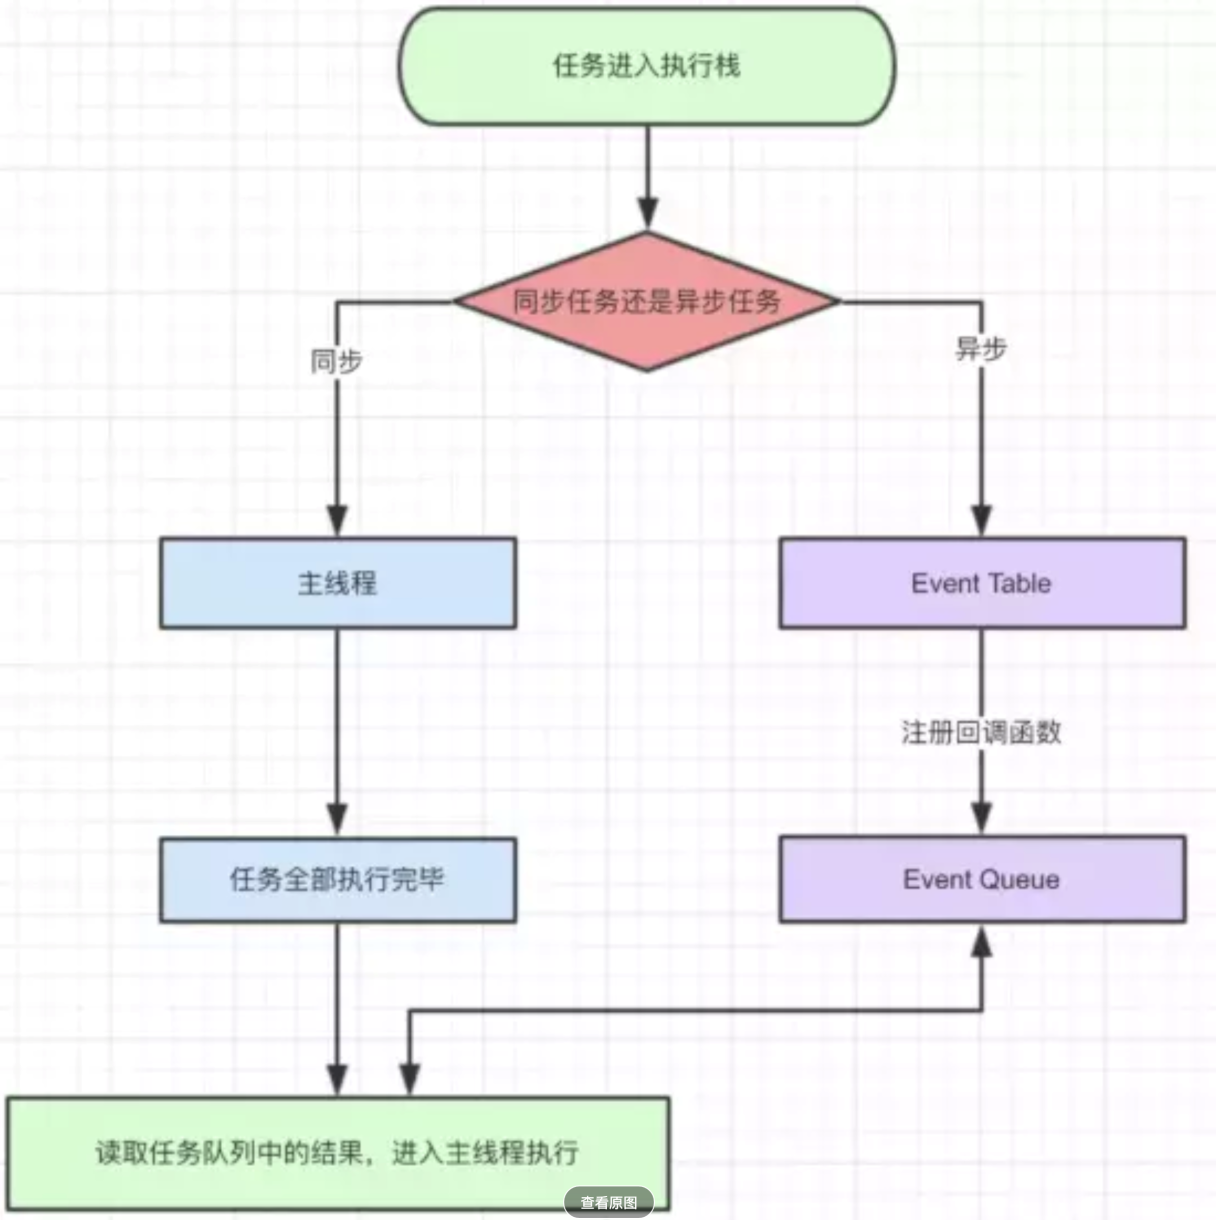 任务进入执行栈
同步任务还是异步任务
同步
异步
主线程
Event Table
注册回调函数
任务全部执行完毕
Event Queue
读取任务队列中的结果，进入主线程执行
查看原图